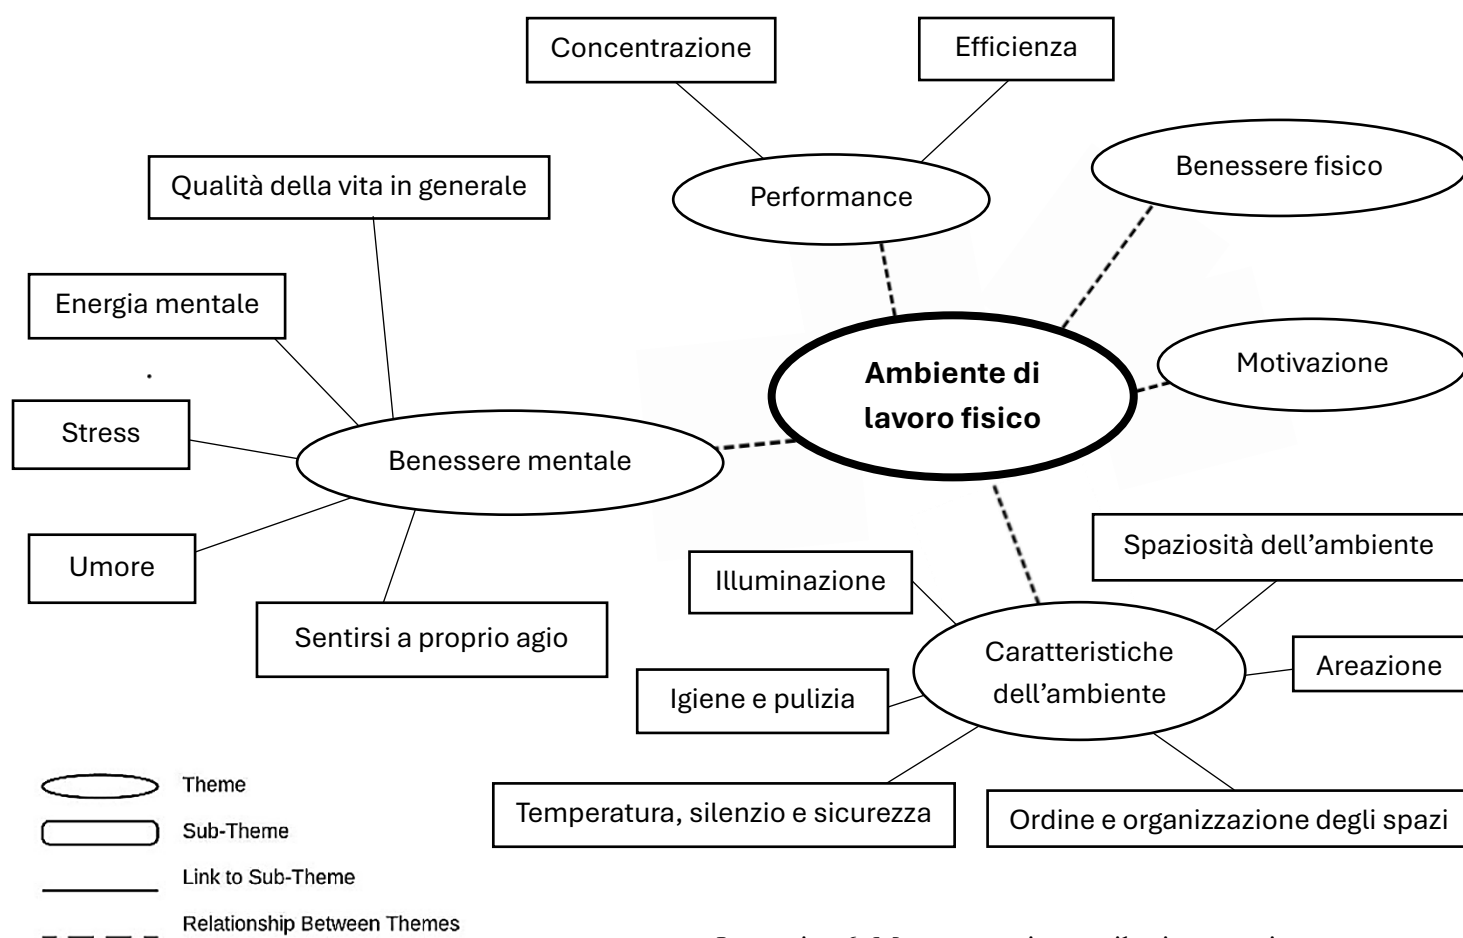 Concentrazione
Efficienza
Benessere fisico
Qualità della vita in generale
Performance
Energia mentale
Motivazione
Ambiente di
lavoro fisico
Stress
Benessere mentale
Umore
Sentirsi a proprio agio
Spaziosità dell'ambiente
Illuminazione
Caratteristiche
dell'ambiente
Areazione
Igiene e pulizia
Temperatura, silenzio e sicurezza
Ordine e organizzazione degli spazi
Theme
Sub-Theme
Link to Sub-Theme
Relationship Between Themes